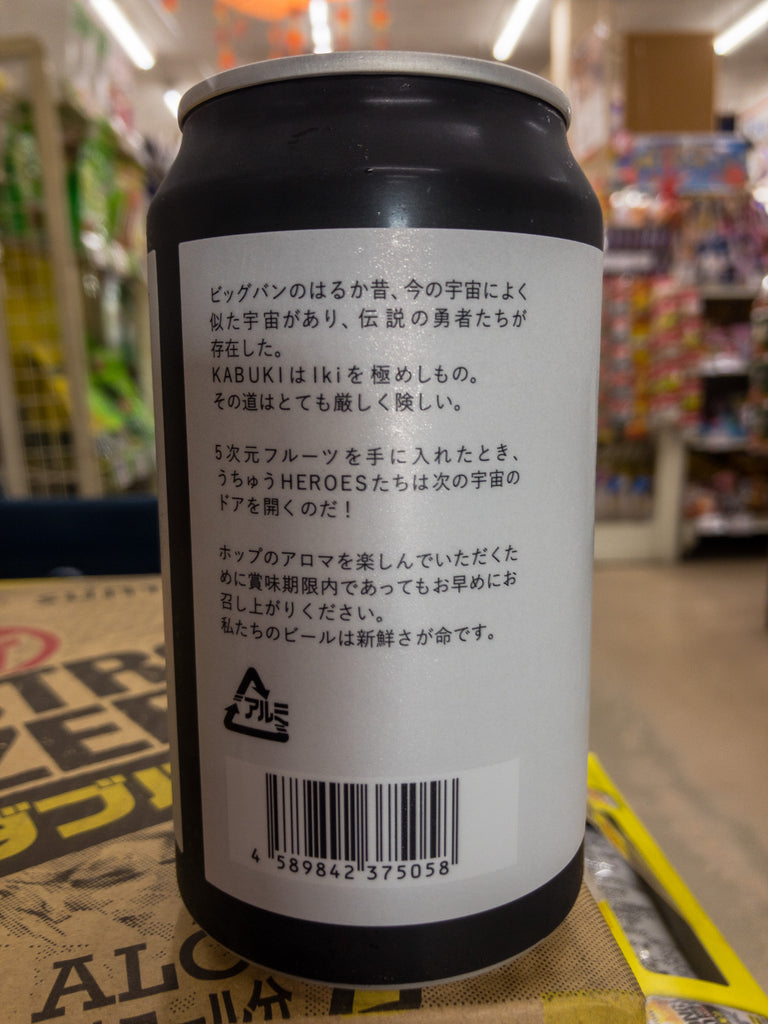 ビッグバンのはるか昔、今の宇宙によく
似た宇宙があり、伝説の勇者たちが
存在した。
KABUKIはIkiを極めしもの。
その道はとても厳しく険しい。
5次元フルーツを手に入れたとき、
うちゅうHEROESたちは次の宇宙の
ドアを開くのだ！
ホップのアロマを楽しんでいただくた
めに賞味期限内であってもお早めにお
召し上がりください。
私たちのビールは新鮮さが命です。
アルミ
4 589842 375058
ダブル
ALC